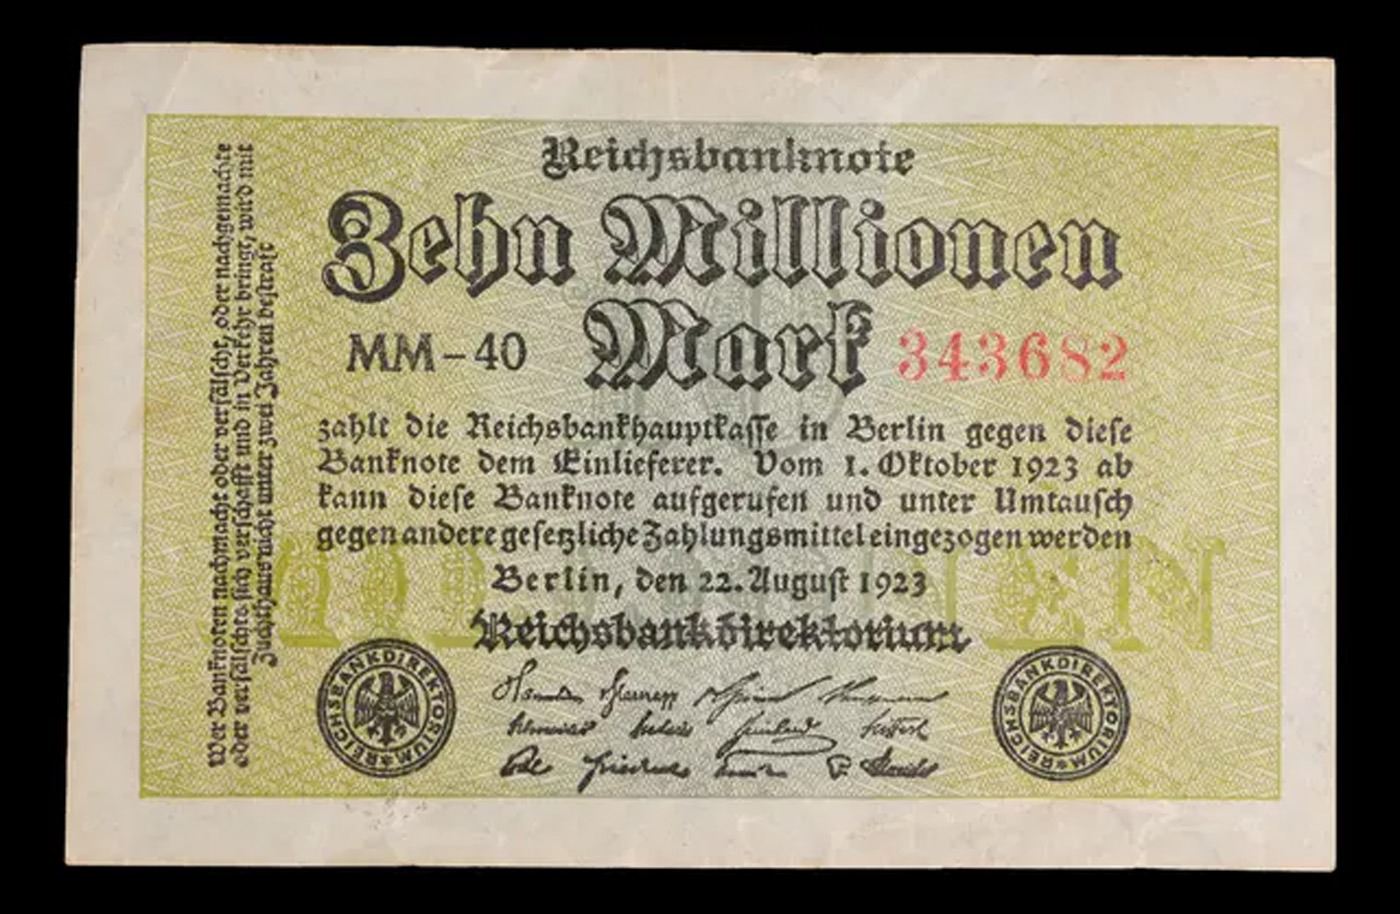 Reichsbanknote
Zehn Millionen
Mark
MM-40
343682
zahlt die Reichsbankhauptkasse in Berlin gegen diese
Banknote dem Einlieferer. Vom 1. Oktober 1923 ab
kann diese Banknote aufgerufen und unter Umtausch
gegen andere gesetzliche Zahlungsmittel eingezogen werden
Berlin, den 22. August 1923
Reichsbankdirektorium
REICHSBANKDIREKTORIUM
REICHSBANKDIREKTORIUM
Wer Banknoten nachmacht oder verfälscht, oder nachgemachte
oder verfälschte sich verschafft und in Verkehr bringt, wird mit
Zuchthaus nicht unter zwei Jahren bestraft